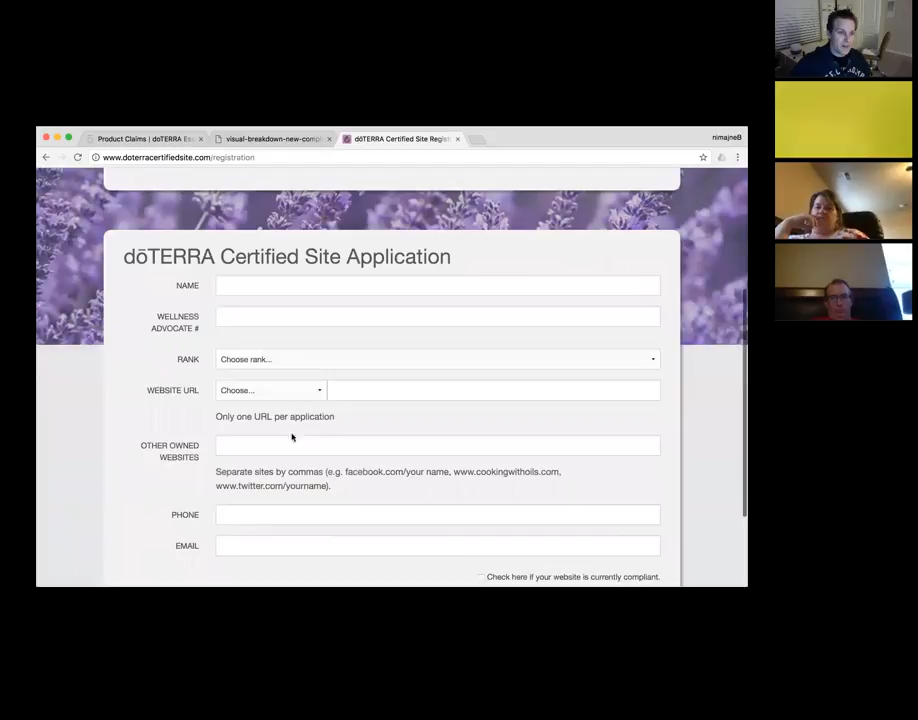 Product Claims | doTERRA Ess
visual-breakdown-new-compl
dōTERRA Certified Site Regist
nimajneB
www.doterracertifiedsite.com/registration
dōTERRA Certified Site Application
NAME
WELLNESS
ADVOCATE #
RANK
Choose rank...
WEBSITE URL
Choose...
Only one URL per application
OTHER OWNED
WEBSITES
Separate sites by commas (e.g. facebook.com/your name, www.cookingwithoils.com,
www.twitter.com/yourname).
PHONE
EMAIL
Check here if your website is currently compliant.